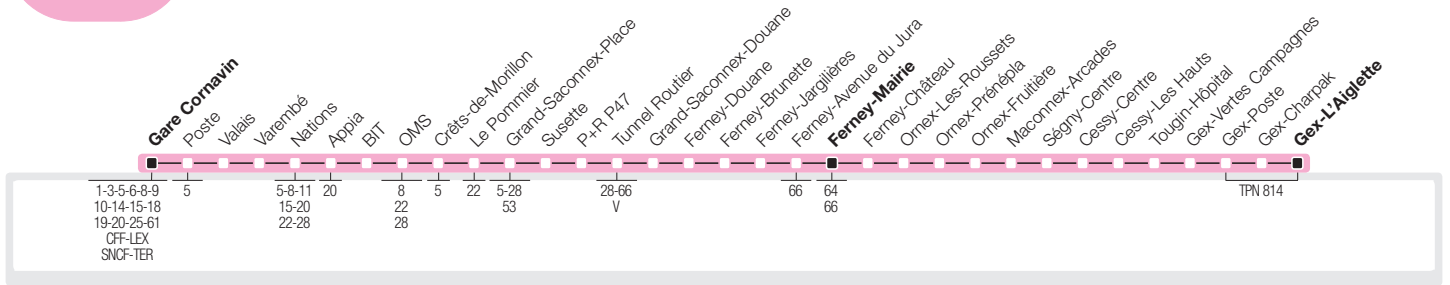 Gare Cornavin
Poste
Valais
Varembé
Nations
Appia
BIT
OMS
Crêts-de-Morillon
Le Pommier
Grand-Saconnex-Place
Susette
P+R P47
Tunnel Routier
Grand-Saconnex-Douane
Ferney-Douane
Ferney-Brunette
Ferney-Jargilières
Ferney-Avenue du Jura
Ferney-Mairie
Ferney-Château
Ornex-Les-Roussets
Ornex-Prénépla
Ornex-Fruitière
Maconnex-Arcades
Ségny-Centre
Cessy-Centre
Cessy-Les Hauts
Tougin-Hôpital
Gex-Vertes Campagnes
Gex-Poste
Gex-Charpak
Gex-L'Aiglette
1-3-5-6-8-9
10-14-15-18
19-20-25-61
CFF-LEX
SNCF-TER
5
5-8-11
15-20
22-28
20
8
22
28
5
22
5-28
53
28-66
V
66
64
66
TPN 814